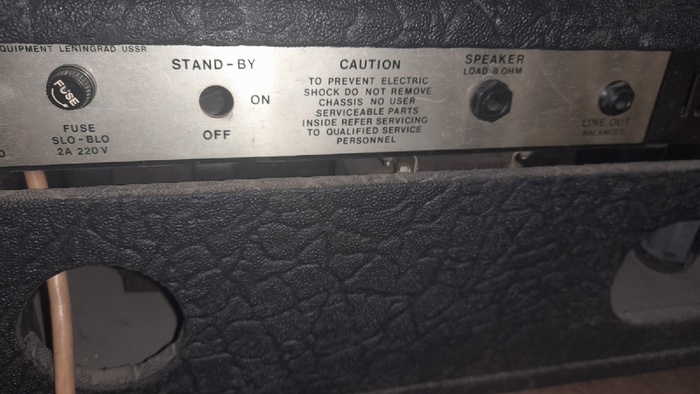 EQUIPMENT LENINGRAD USSR
FUSE
FUSE
SLO-BLO
2A 220V
STAND-BY
ON
OFF
CAUTION
TO PREVENT ELECTRIC
SHOCK DO NOT REMOVE
CHASSIS NO USER
SERVICEABLE PARTS
INSIDE REFER SERVICING
TO QUALIFIED SERVICE
PERSONNEL
SPEAKER
LOAD 8 OHM
LINE OUT
BALANCED